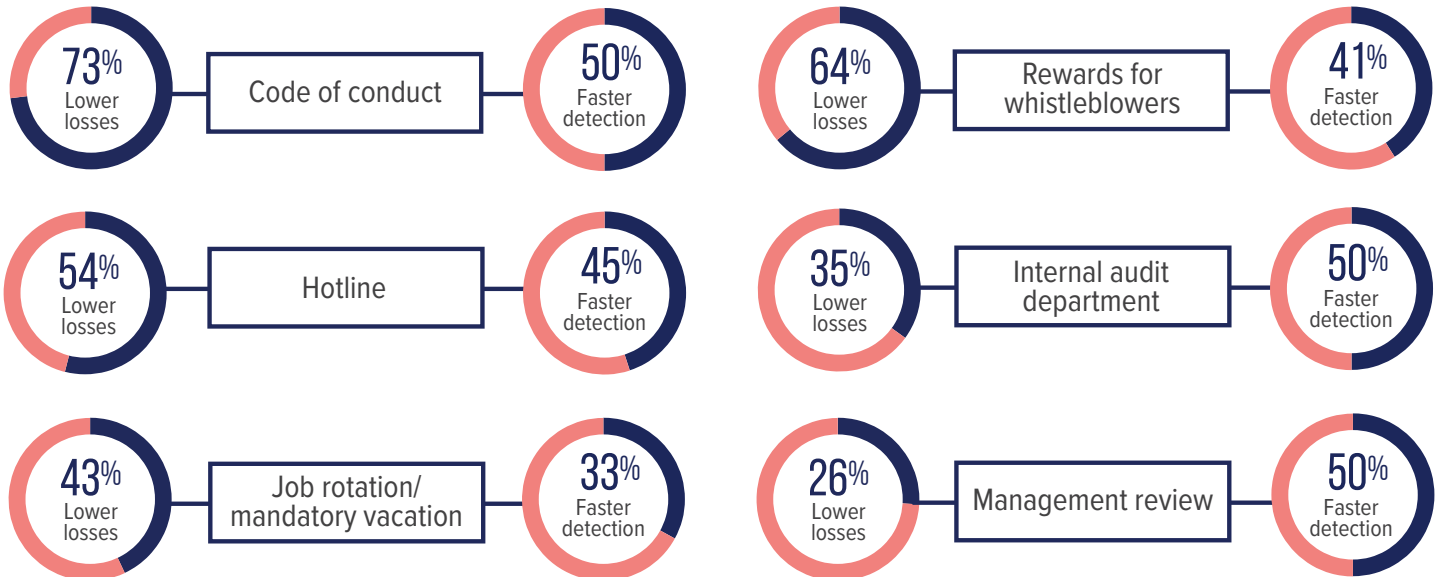 73%
Lower
losses
Code of conduct
50%
Faster
detection
64%
Lower
losses
Rewards for
whistleblowers
41%
Faster
detection
54%
Lower
losses
Hotline
45%
Faster
detection
35%
Lower
losses
Internal audit
department
50%
Faster
detection
43%
Lower
losses
Job rotation/
mandatory vacation
33%
Faster
detection
26%
Lower
losses
Management review
50%
Faster
detection